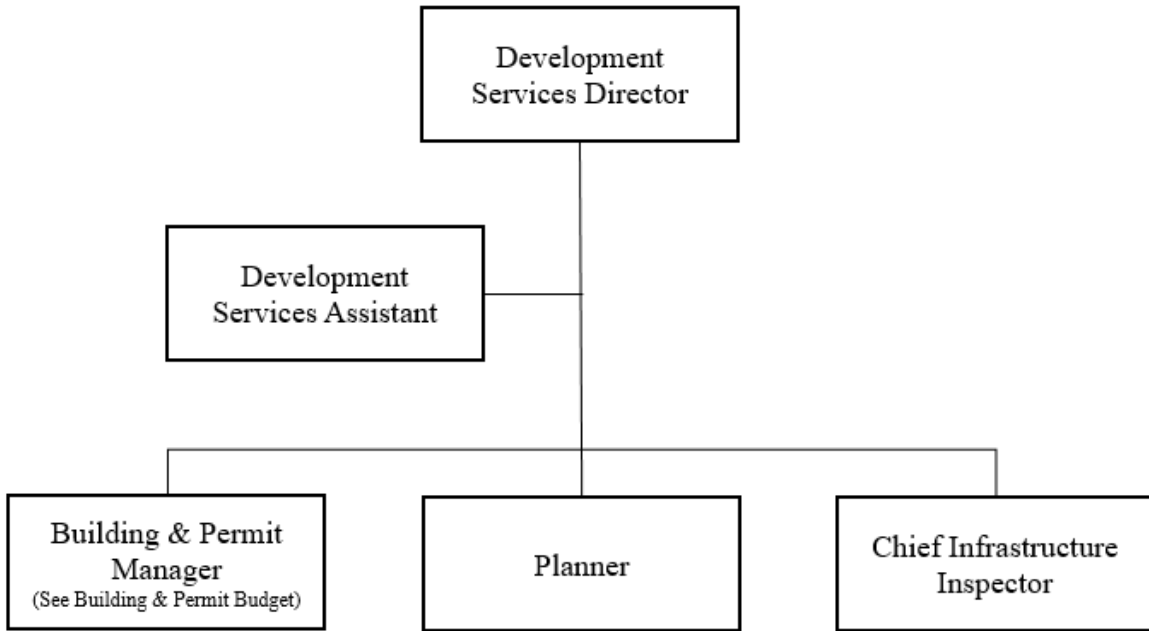 Development
Services Director
Development
Services Assistant
Building & Permit
Manager
(See Building & Permit Budget)
Planner
Chief Infrastructure
Inspector